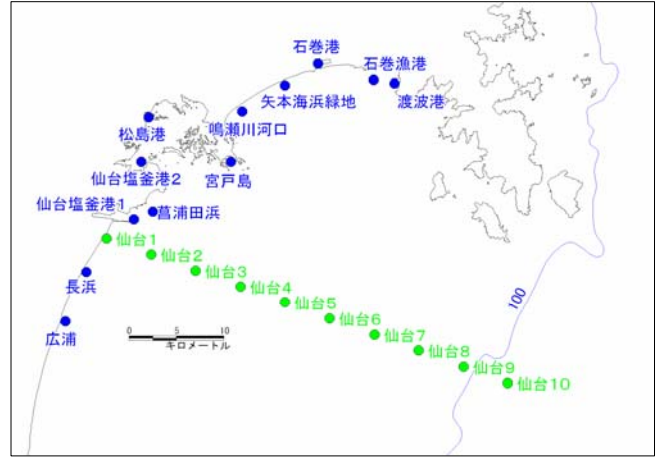 石巻港
石巻漁港
矢本海浜緑地
渡波港
鳴瀬川河口
松島港
仙台塩釜港2
宮戸島
仙台塩釜港1
菖浦田浜
仙台1
仙台2
仙台3
長浜
仙台4
100
仙台5
仙台6
広浦
0 5 10
キロメートル
仙台7
仙台8
仙台9
仙台10